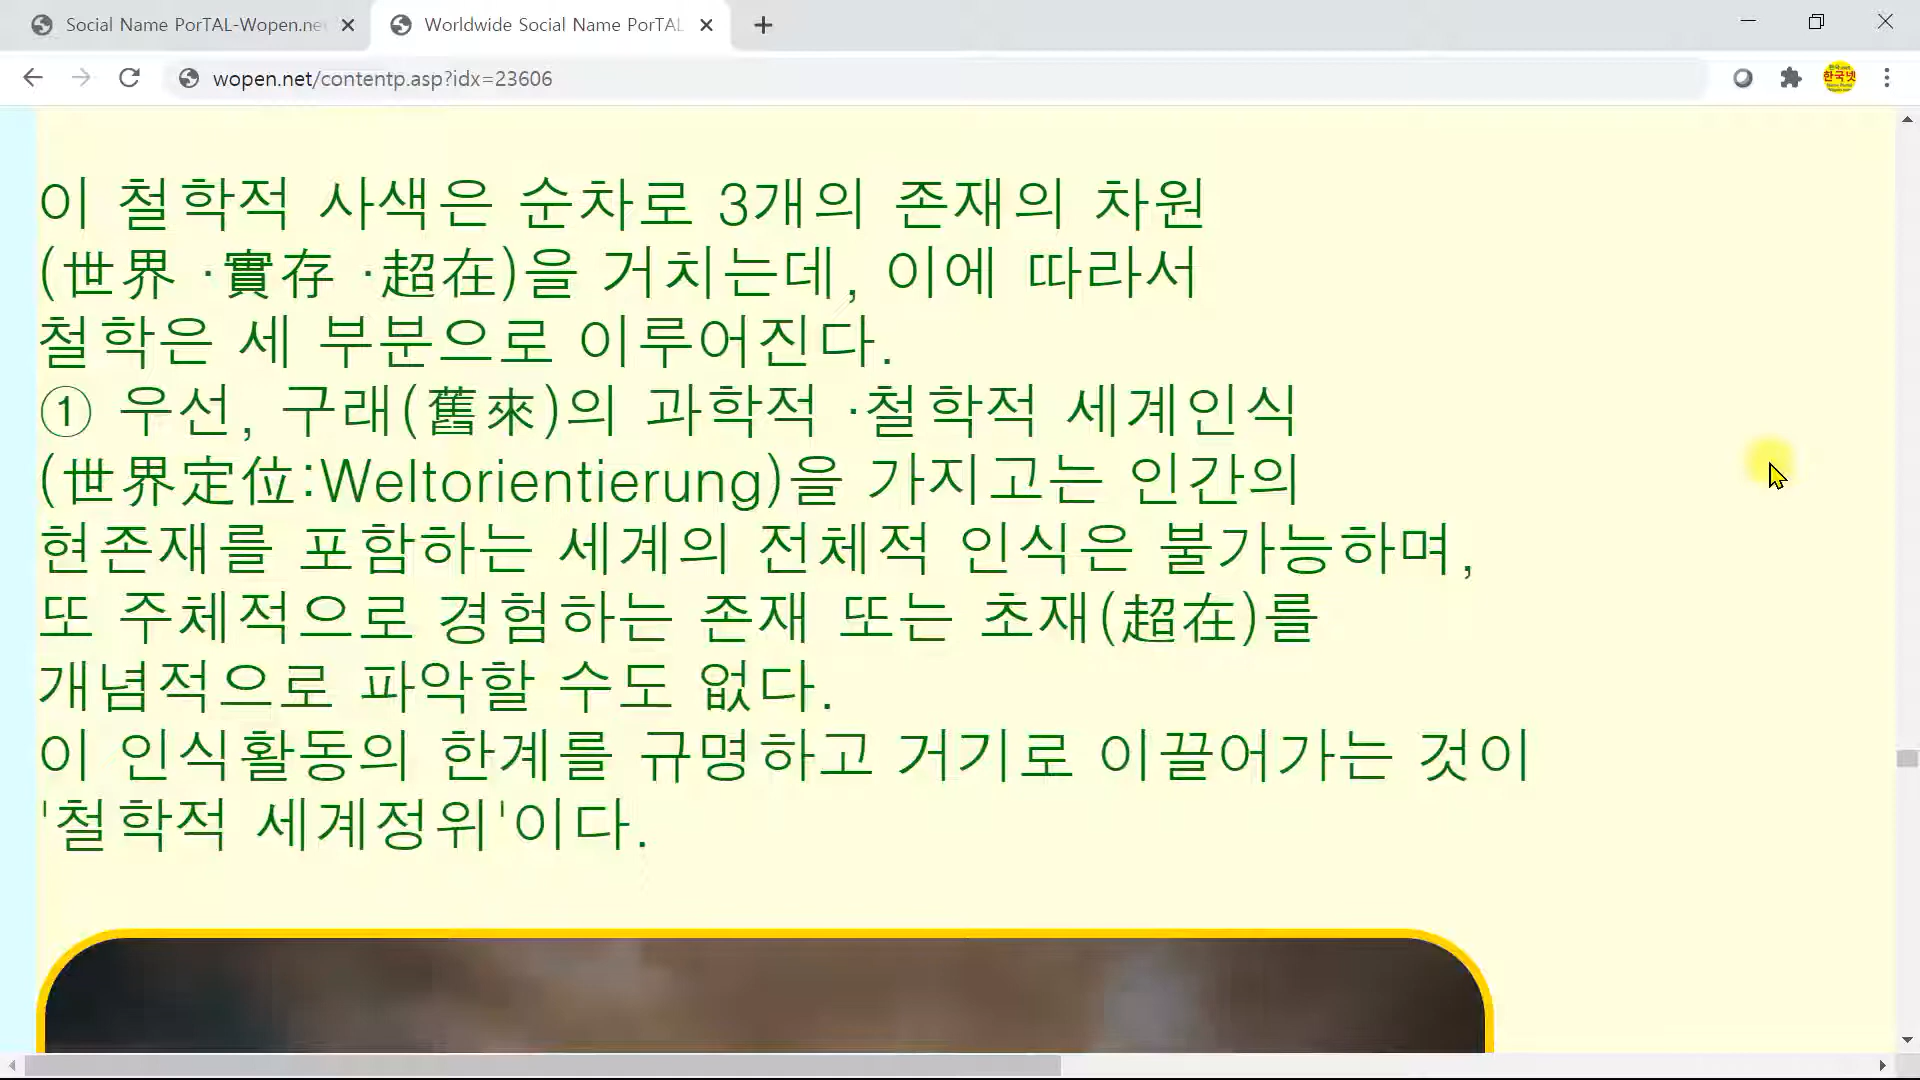 Social Name PorTAL-Wopen.ne
Worldwide Social Name PorTAL
wopen.net/contentp.asp?idx=23606
한국넷
이 철학적 사색은 순차로 3개의 존재의 차원
(世界 ·實存 ·超在)을 거치는데, 이에 따라서
철학은 세 부분으로 이루어진다.
① 우선, 구래(舊來)의 과학적 ·철학적 세계인식
(世界定位:Weltorientierung)을 가지고는 인간의
현존재를 포함하는 세계의 전체적 인식은 불가능하며,
또 주체적으로 경험하는 존재 또는 초재(超在)를
개념적으로 파악할 수도 없다.
이 인식활동의 한계를 규명하고 거기로 이끌어가는 것이
'철학적 세계정위'이다.